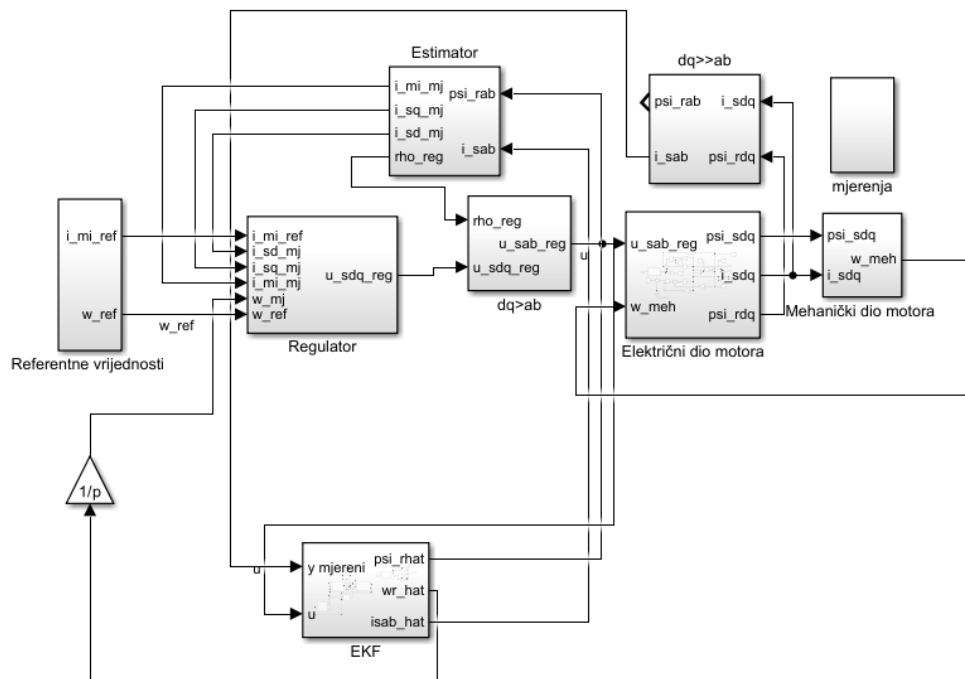 Estimator
i_mi_mj
i_sq_mj
i_sd_mj
rho_reg
psi_rab
i_sab
dq>>ab
psi_rab
i_sab
i_sdq
psi_rdq
mjerenja
i_mi_ref
w_ref
Referentne vrijednosti
w_ref
i_mi_ref
i_sd_mj
i_sq_mj
i_mi_mj
w_mj
w_ref
u_sdq_reg
Regulator
rho_reg
u_sdq_reg
u_sab_reg
dq>ab
u
u_sab_reg
w_meh
psi_sdq
i_sdq
psi_rdq
Električni dio motora
psi_sdq
i_sdq
w_meh
Mehanički dio motora
1/p
y mjereni
u
u
psi_rhat
wr_hat
isab_hat
EKF